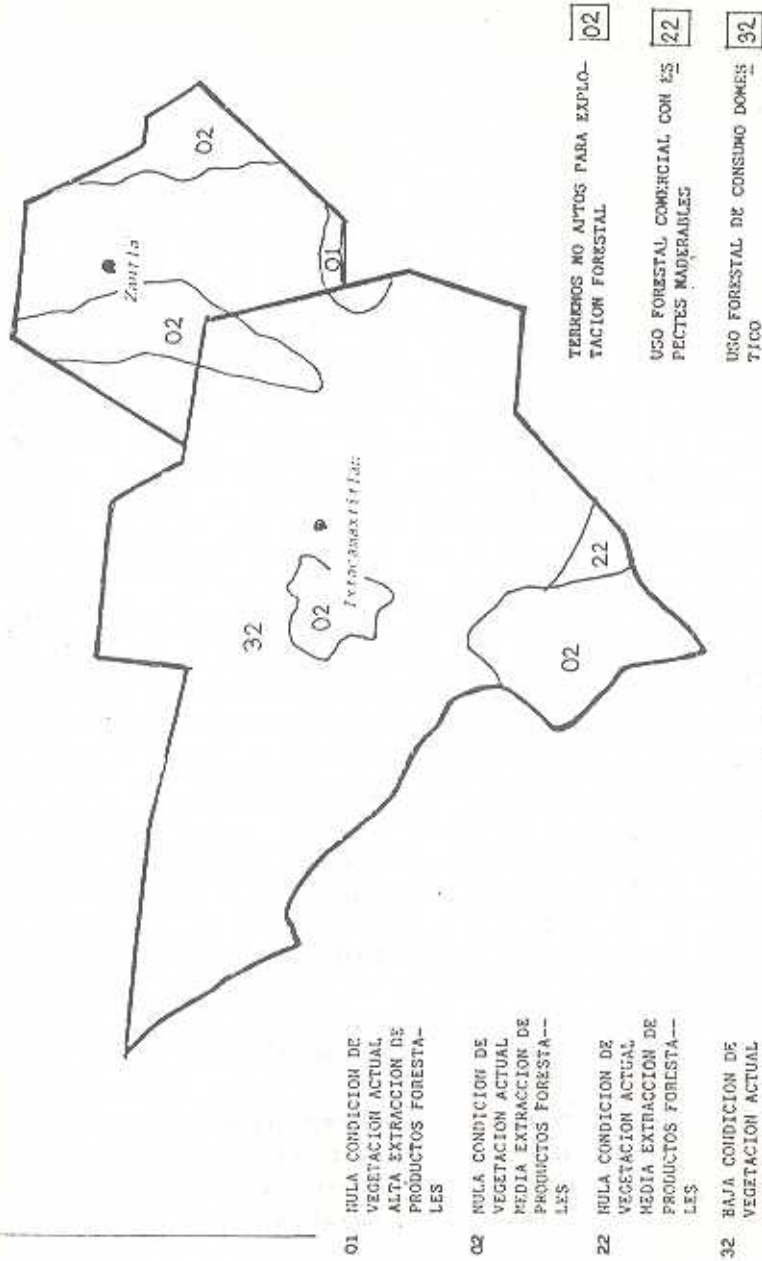 Zautla
02
02
32
02
01
Ixtacamaxtitlan
02
22
01 NULA CONDICION DE
VEGETACION ACTUAL
ALTA EXTRACCION DE
PRODUCTOS FORESTA-
LES
02 NULA CONDICION DE
VEGETACION ACTUAL
MEDIA EXTRACCION DE
PRODUCTOS FORESTA--
LES
22 NULA CONDICION DE
VEGETACION ACTUAL
MEDIA EXTRACCION DE
PRODUCTOS FORESTA--
LES
32 BAJA CONDICION DE
VEGETACION ACTUAL
TERRENOS NO APTOS PARA EXPLO- 02
TACION FORESTAL
USO FORESTAL COMERCIAL CON ES 22
PECIES MADERABLES
USO FORESTAL DE CONSUMO DOMES 32
TICO